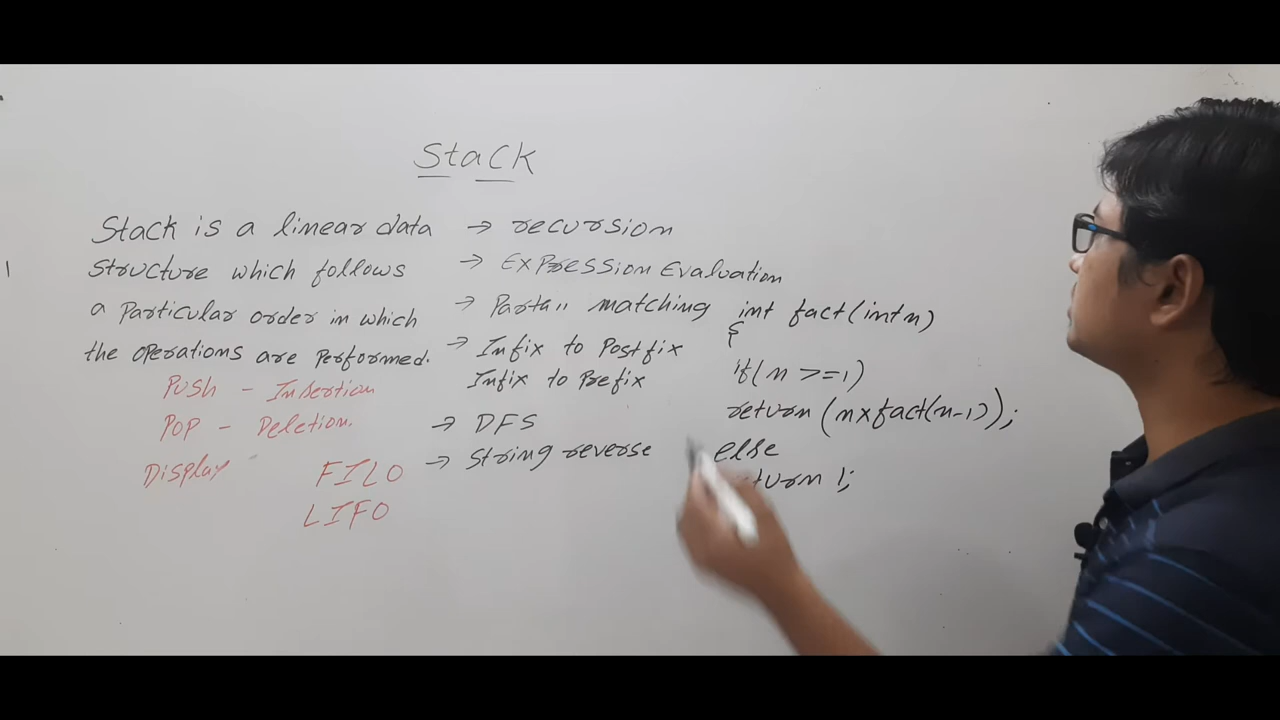 Stack
Stack is a linear data
structure which follows
a Particular order in which
the operations are performed.
Push - Insertion
POP - Deletion.
Display
FILO
LIFO
→ recursion
→ Expression Evaluation
→ matching
→ Infix to Postfix
Infix to Prefix
→ DFS
→ String reverse
int fact(int n)
{
if(n >=1)
return (n×fact(n-1));
else
1;